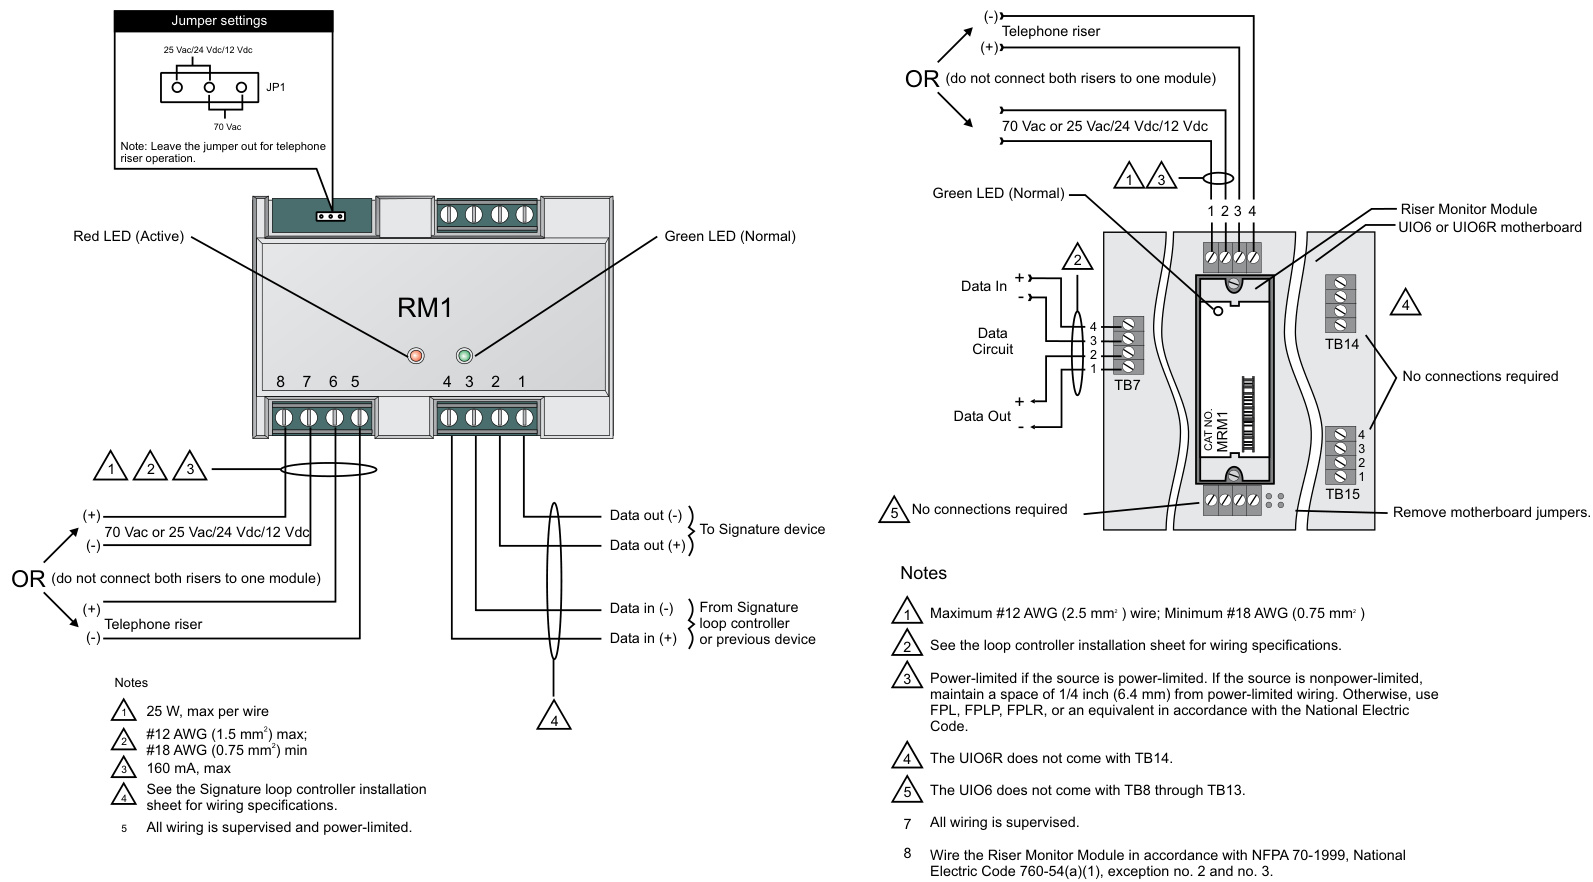 Jumper settings
25 Vac/24 Vdc/12 Vdc
JP1
70 Vac
Note: Leave the jumper out for telephone
riser operation.
Red LED (Active)
Green LED (Normal)
RM1
8 7 6 5
4 3 2 1
1 2 3
(+)
70 Vac or 25 Vac/24 Vdc/12 Vdc
(-)
OR (do not connect both risers to one module)
(+)
Telephone riser
(-)
Data out (-)
Data out (+)
To Signature device
Data in (-)
Data in (+)
From Signature
loop controller
or previous device
4
Notes
1 25 W, max per wire
2 #12 AWG (1.5 mm²) max;
#18 AWG (0.75 mm²) min
3 160 mA, max
4 See the Signature loop controller installation
sheet for wiring specifications.
5 All wiring is supervised and power-limited.
(-)
Telephone riser
(+)
OR (do not connect both risers to one module)
70 Vac or 25 Vac/24 Vdc/12 Vdc
1 3
Green LED (Normal)
1 2 3 4
Riser Monitor Module
UIO6 or UIO6R motherboard
2
Data In
+
-
Data
Circuit
4
3
2
1
TB7
Data Out
+
-
CAT NO.
MRM1
4
TB14
No connections required
4
3
2
1
TB15
5 No connections required
Remove motherboard jumpers.
Notes
1 Maximum #12 AWG (2.5 mm² ) wire; Minimum #18 AWG (0.75 mm² )
2 See the loop controller installation sheet for wiring specifications.
3 Power-limited if the source is power-limited. If the source is nonpower-limited,
maintain a space of 1/4 inch (6.4 mm) from power-limited wiring. Otherwise, use
FPL, FPLP, FPLR, or an equivalent in accordance with the National Electric
Code.
4 The UIO6R does not come with TB14.
5 The UIO6 does not come with TB8 through TB13.
7 All wiring is supervised.
8 Wire the Riser Monitor Module in accordance with NFPA 70-1999, National
Electric Code 760-54(a)(1), exception no. 2 and no. 3.